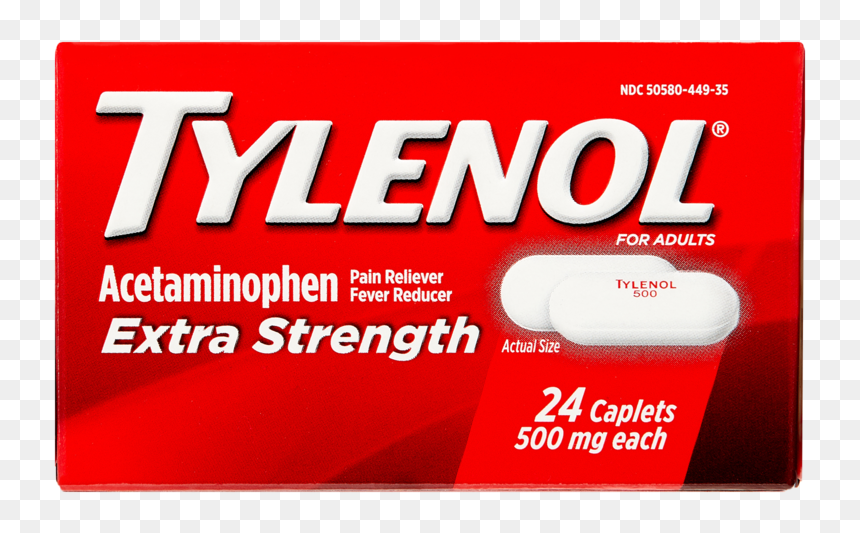 NDC 50580-449-35
TYLENOL®
FOR ADULTS
Acetaminophen Pain Reliever
Fever Reducer
Extra Strength
TYLENOL
500
Actual Size
24 Caplets
500 mg each